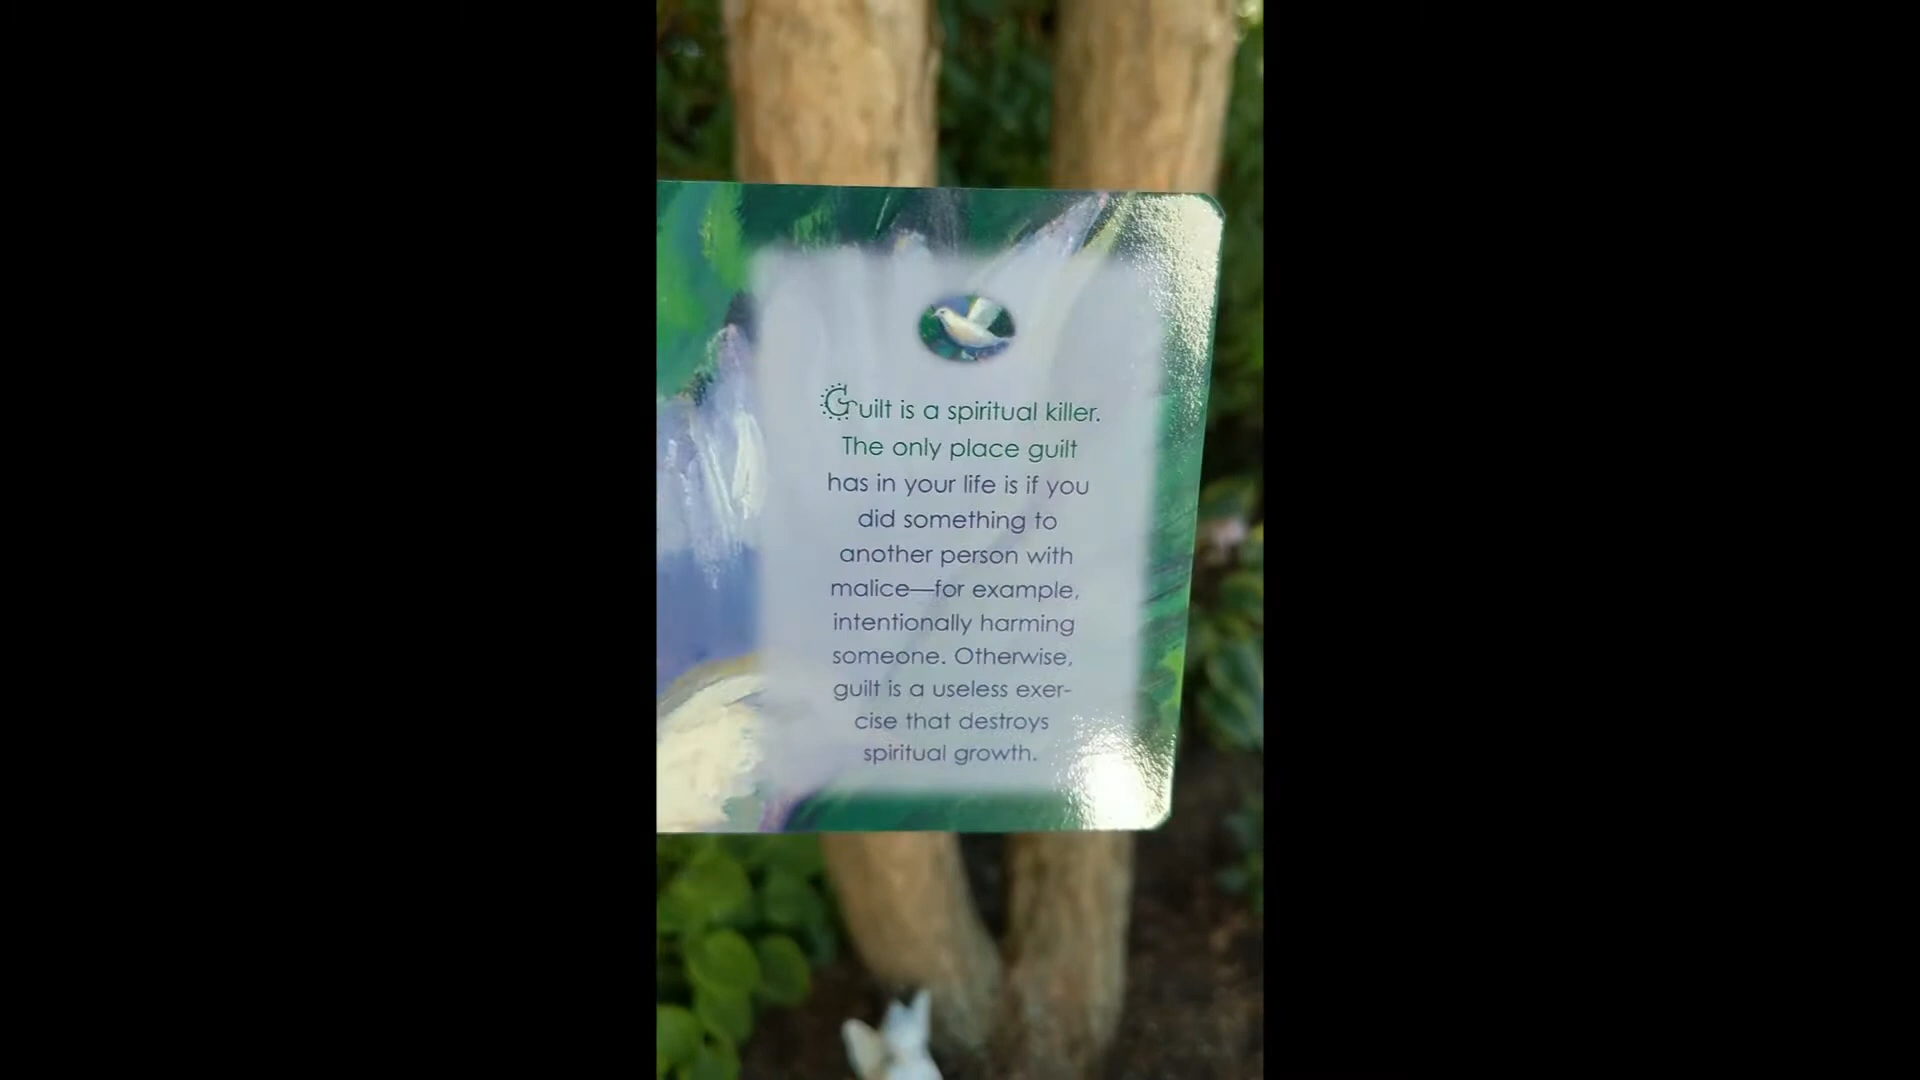 Guilt is a spiritual killer.
The only place guilt
has in your life is if you
did something to
another person with
malice—for example,
intentionally harming
someone. Otherwise,
guilt is a useless exer-
cise that destroys
spiritual growth.